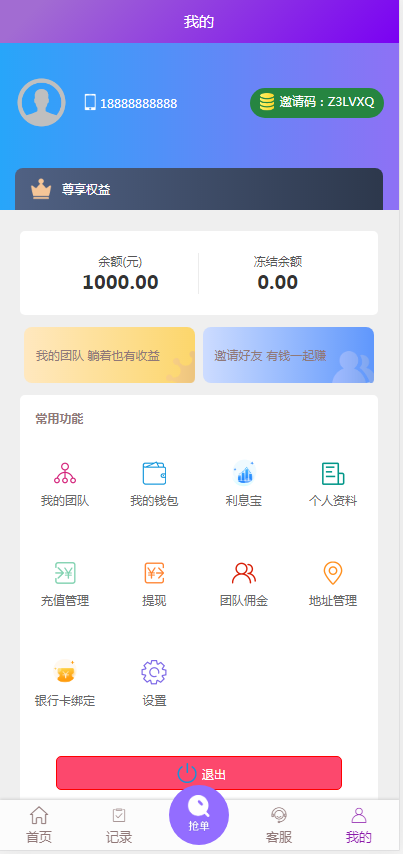 我的
18888888888
邀请码：Z3LVXQ
尊享权益
余额(元)
冻结余额
1000.00
0.00
我的团队 躺着也有收益
邀请好友 有钱一起赚
常用功能
我的团队
我的钱包
利息宝
个人资料
充值管理
提现
团队佣金
地址管理
银行卡绑定
设置
退出
首页
记录
抢单
客服
我的